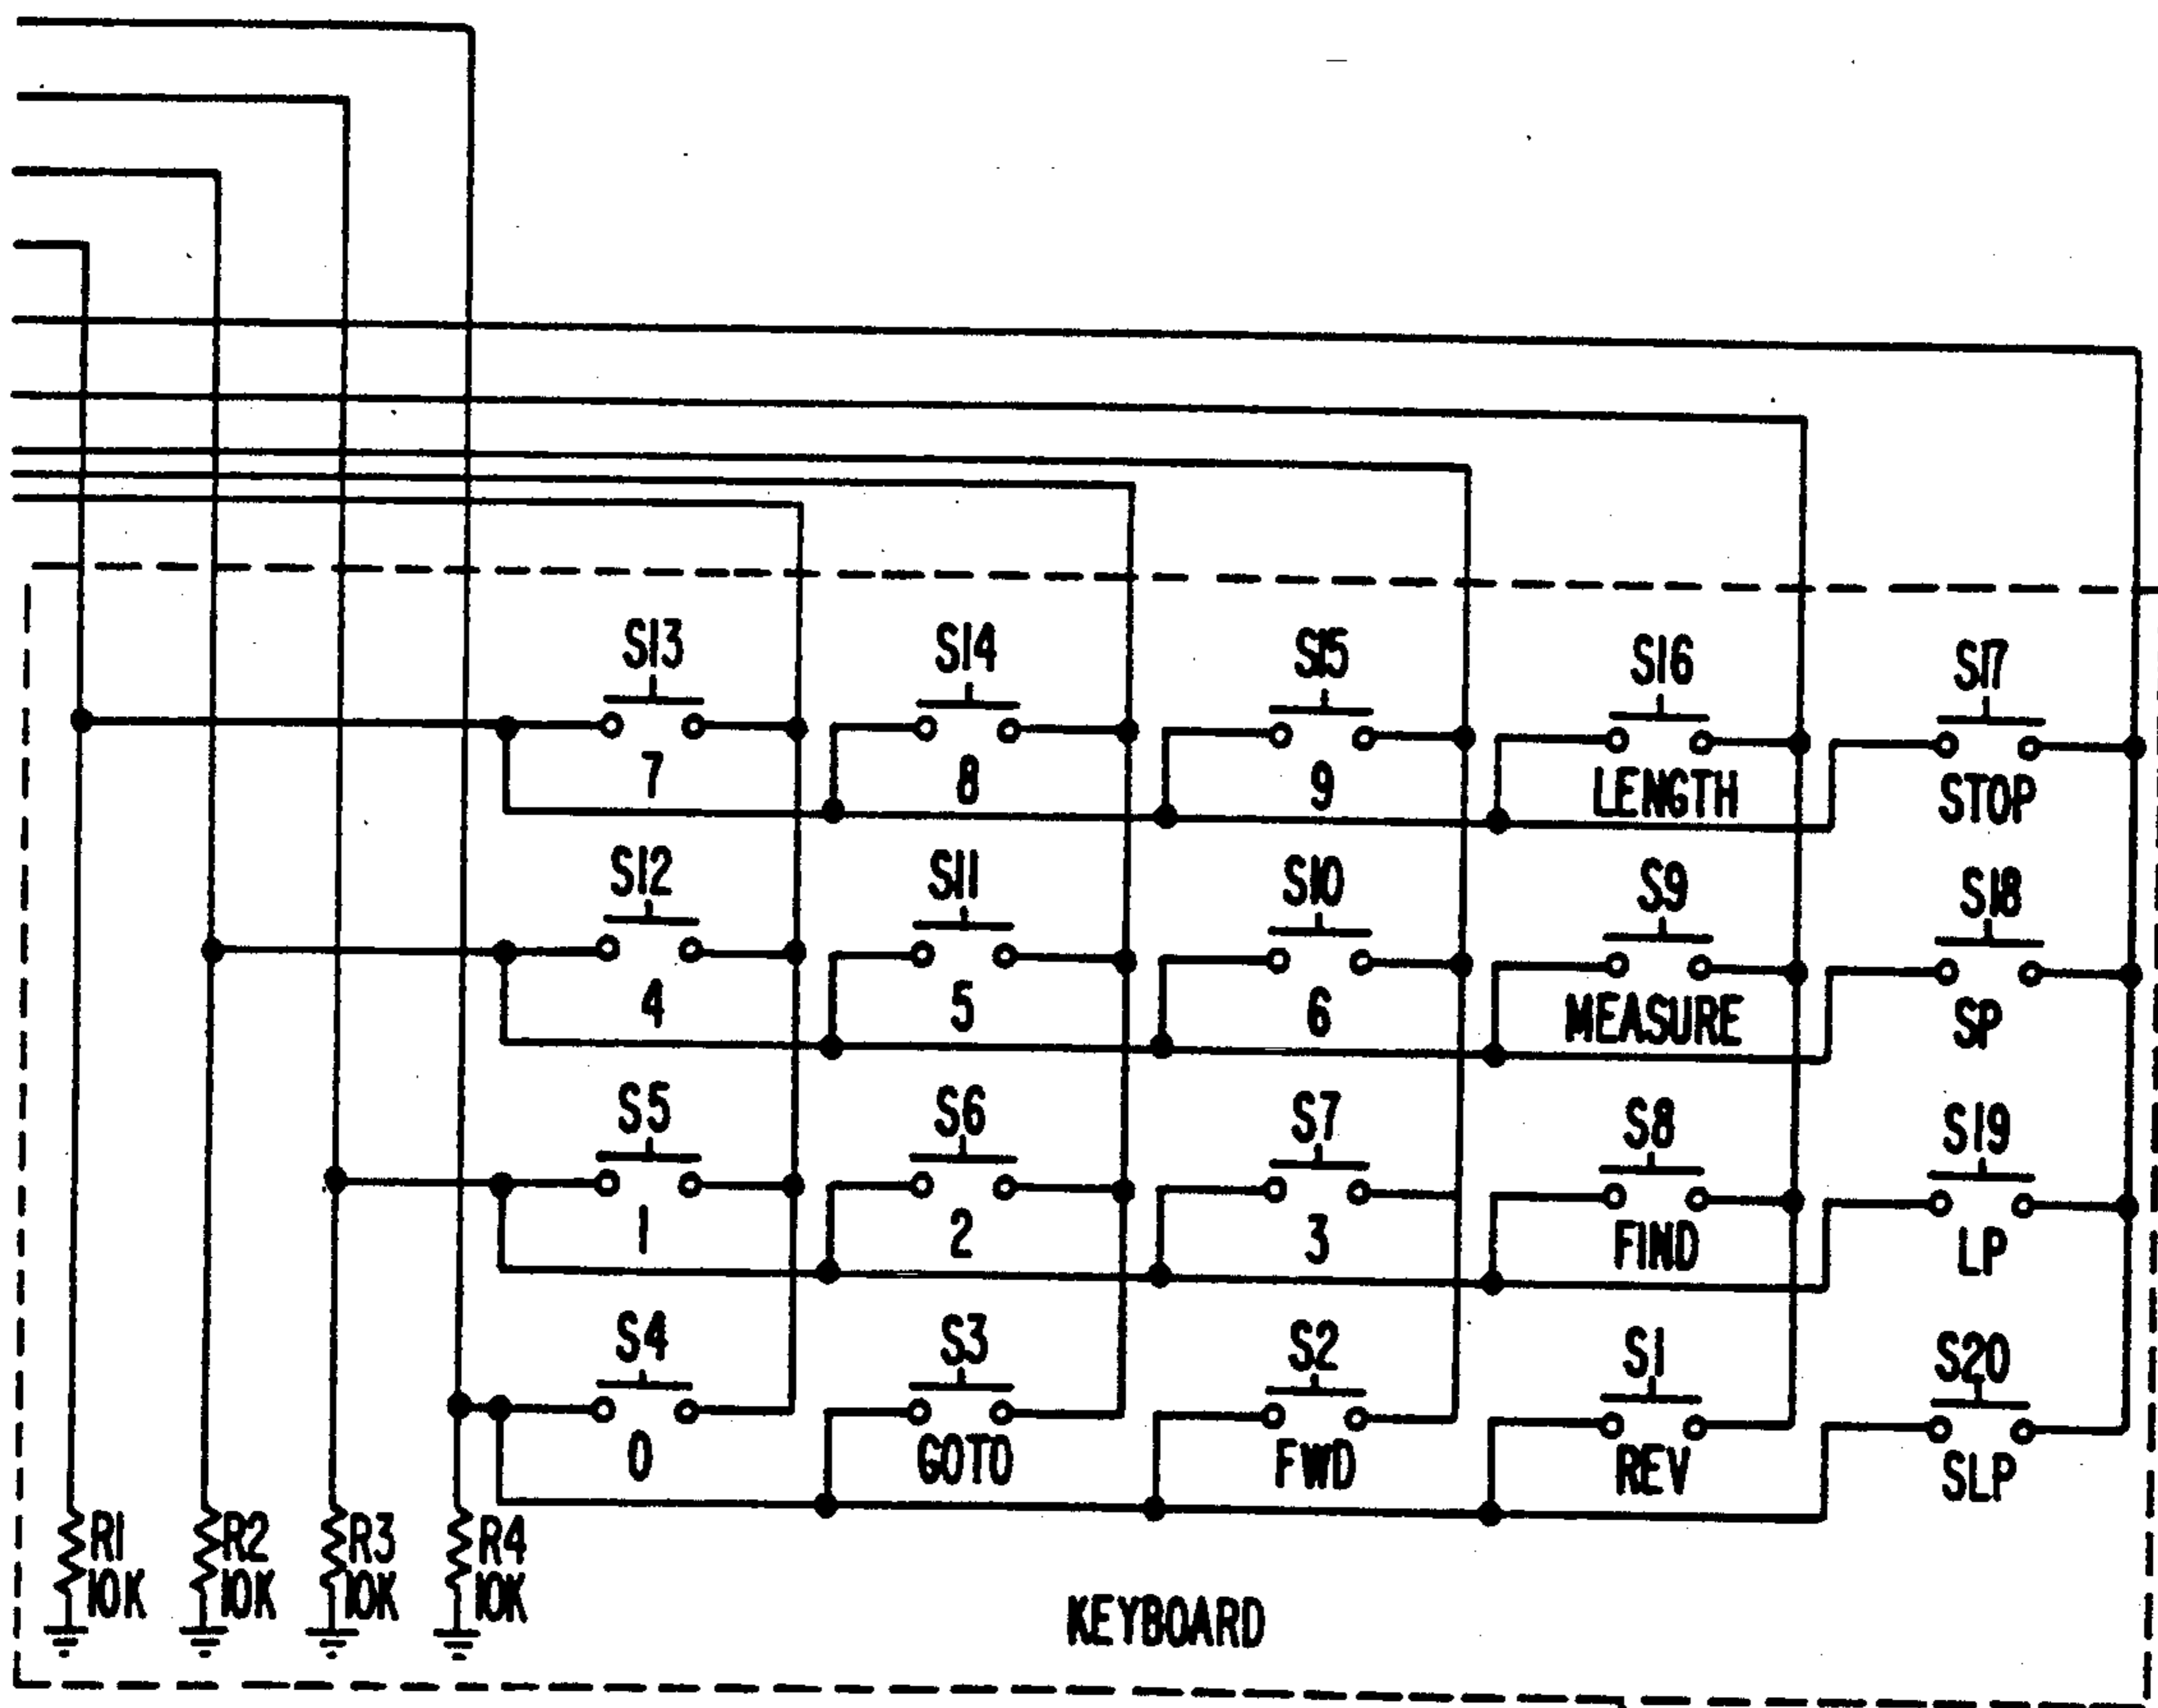 S13 S14 S15 S16 S17
7 8 9 LENGTH STOP
S12 S11 S10 S9 S18
4 5 6 MEASURE SP
S5 S6 S7 S8 S19
1 2 3 FIND LP
S4 S3 S2 S1 S20
0 GOTO FWD REV SLP
R1 R2 R3 R4
10K 10K 10K 10K
KEYBOARD